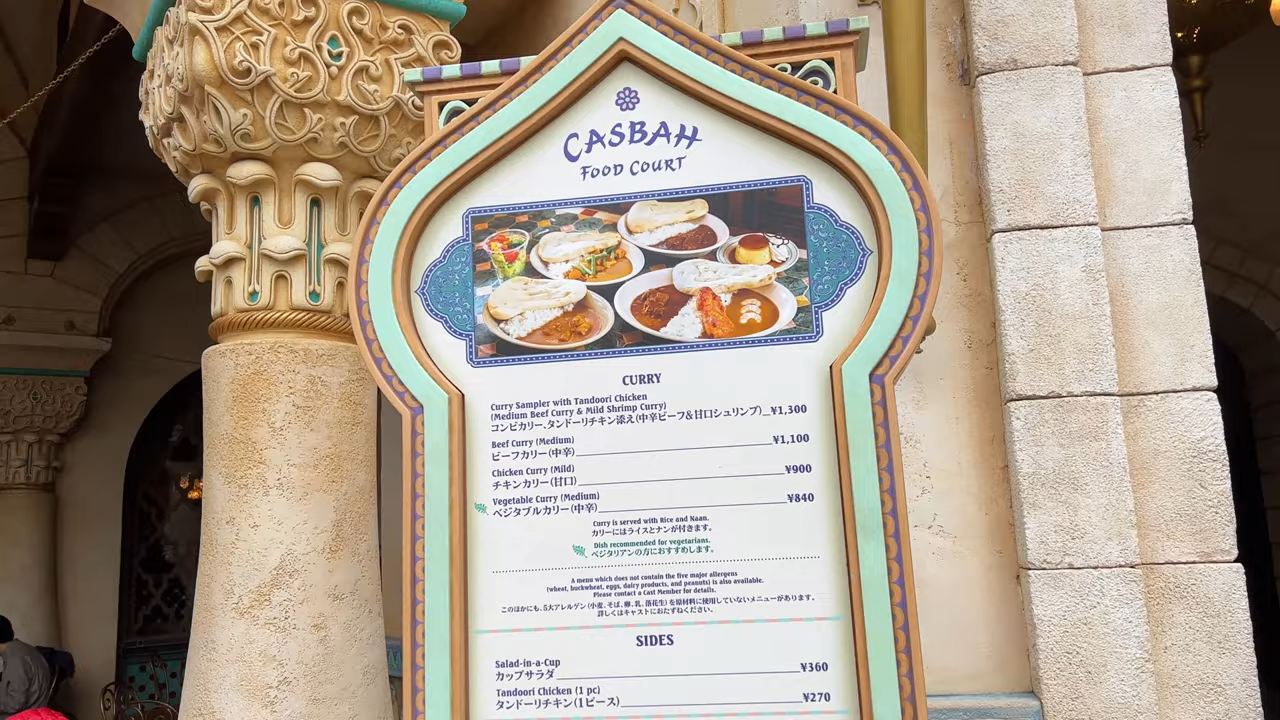 CASBAH
FOOD COURT
CURRY
Curry Sampler with Tandoori Chicken
(Medium Beef Curry & Mild Shrimp Curry)
コンビカリー、タンドーリチキン添え(中辛ビーフ&甘口シュリンプ) ¥1,300
Beef Curry (Medium)
ビーフカリー(中辛) ¥1,100
Chicken Curry (Mild)
チキンカリー(甘口) ¥900
Vegetable Curry (Medium)
ベジタブルカリー(中辛) ¥840
Curry is served with Rice and Naan.
カリーにはライスとナンが付きます。
Dish recommended for vegetarians.
ベジタリアンの方におすすめします。
A menu which does not contain the five major allergens
(wheat, buckwheat, eggs, dairy products, and peanuts) is also available.
Please contact a Cast Member for details.
このほかにも、5大アレルゲン(小麦、そば、卵、乳、落花生)を原材料に使用していないメニューがあります。
詳しくはキャストにおたずねください。
SIDES
Salad-in-a-Cup
カップサラダ ¥360
Tandoori Chicken (1 pc)
タンドーリチキン(1ピース) ¥270